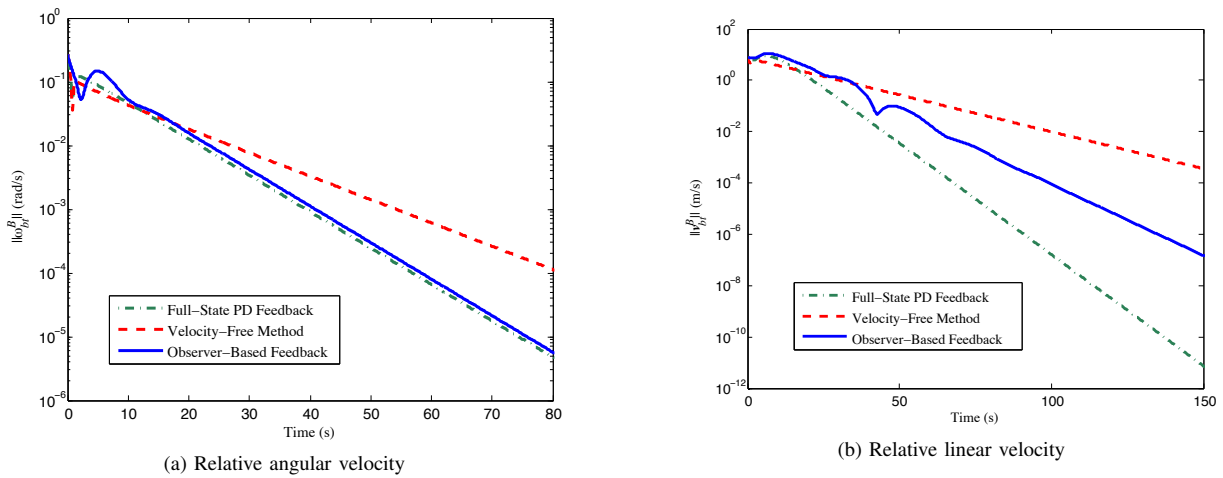 10^0
10^−1
10^−2
10^−3
10^−4
10^−5
10^−6
||ω^B_bt|| (rad/s)
Full−State PD Feedback
Velocity−Free Method
Observer−Based Feedback
0 10 20 30 40 50 60 70 80
Time (s)
(a) Relative angular velocity
10^2
10^0
10^−2
10^−4
10^−6
10^−8
10^−10
10^−12
||v^B_bt|| (m/s)
Full−State PD Feedback
Velocity−Free Method
Observer−Based Feedback
0 50 100 150
Time (s)
(b) Relative linear velocity